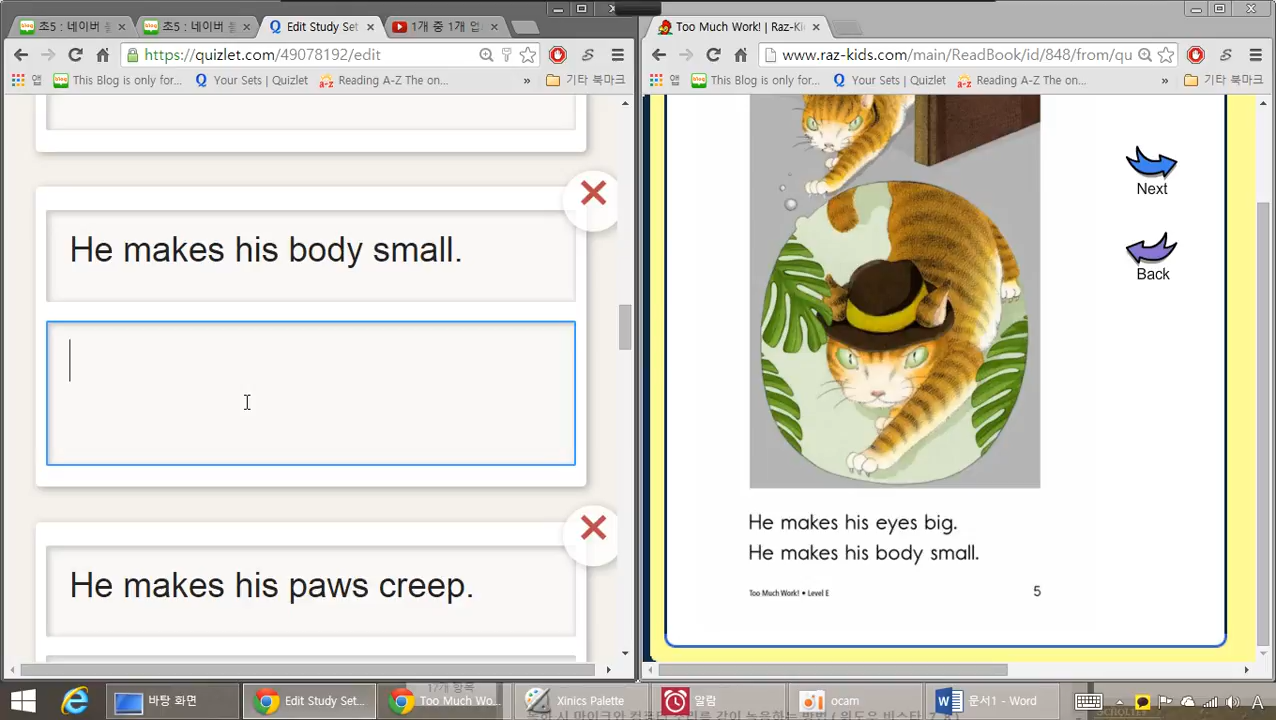 초5 : 네이버 블
초5 : 네이버 블
Edit Study Set
1개 중 1개 업
Too Much Work! | Raz-Kid
https://quizlet.com/49078192/edit
www.raz-kids.com/main/ReadBook/id/848/from/qu
앱
This Blog is only for...
Your Sets | Quizlet
Reading A-Z The on...
»
기타 북마크
앱
This Blog is only for...
Your Sets | Quizlet
Reading A-Z The on...
»
기타 북마크
He makes his body small.
He makes his paws creep.
Next
Back
He makes his eyes big.
He makes his body small.
Too Much Work! • Level E
5
바탕 화면
Edit Study Set...
Too Much Wo...
Xinics Palette
알람
ocam
문서1 - Word
A